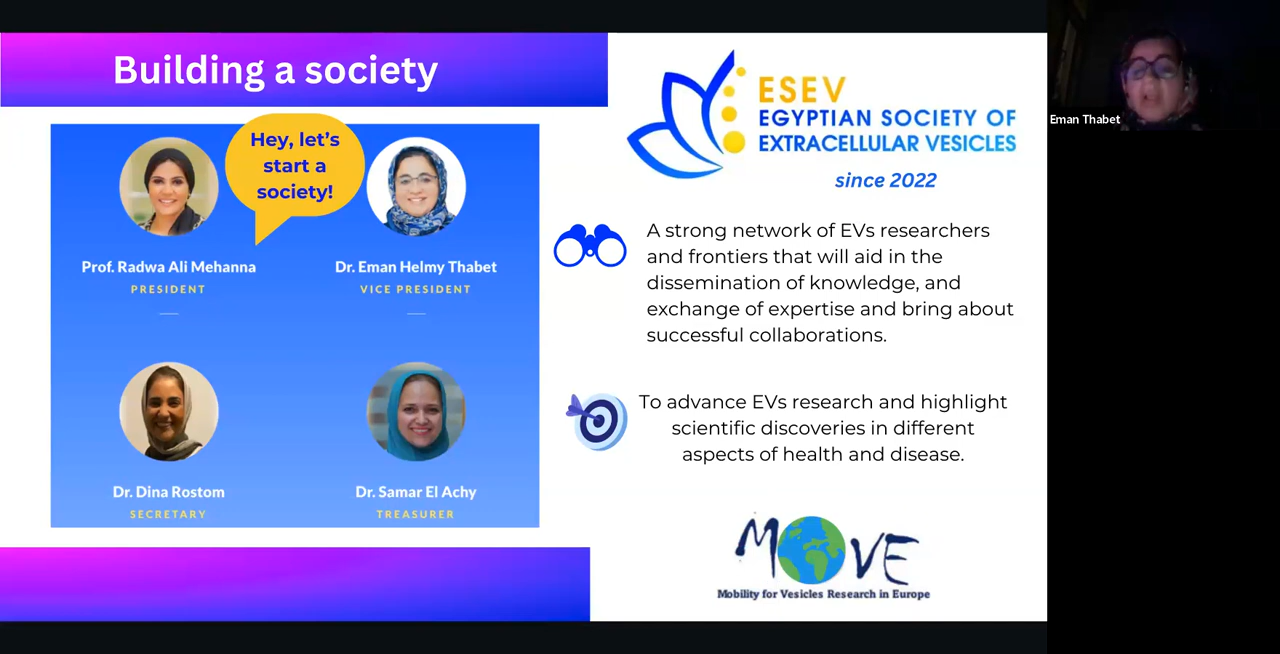 Building a society
Hey, let's
start a
society!
Prof. Radwa Ali Mehanna
PRESIDENT
Dr. Eman Helmy Thabet
VICE PRESIDENT
Dr. Dina Rostom
SECRETARY
Dr. Samar El Achy
TREASURER
ESEV
EGYPTIAN SOCIETY OF
EXTRACELLULAR VESICLES
since 2022
A strong network of EVs researchers
and frontiers that will aid in the
dissemination of knowledge, and
exchange of expertise and bring about
successful collaborations.
To advance EVs research and highlight
scientific discoveries in different
aspects of health and disease.
MOVE
Mobility for Vesicles Research in Europe
Eman Thabet